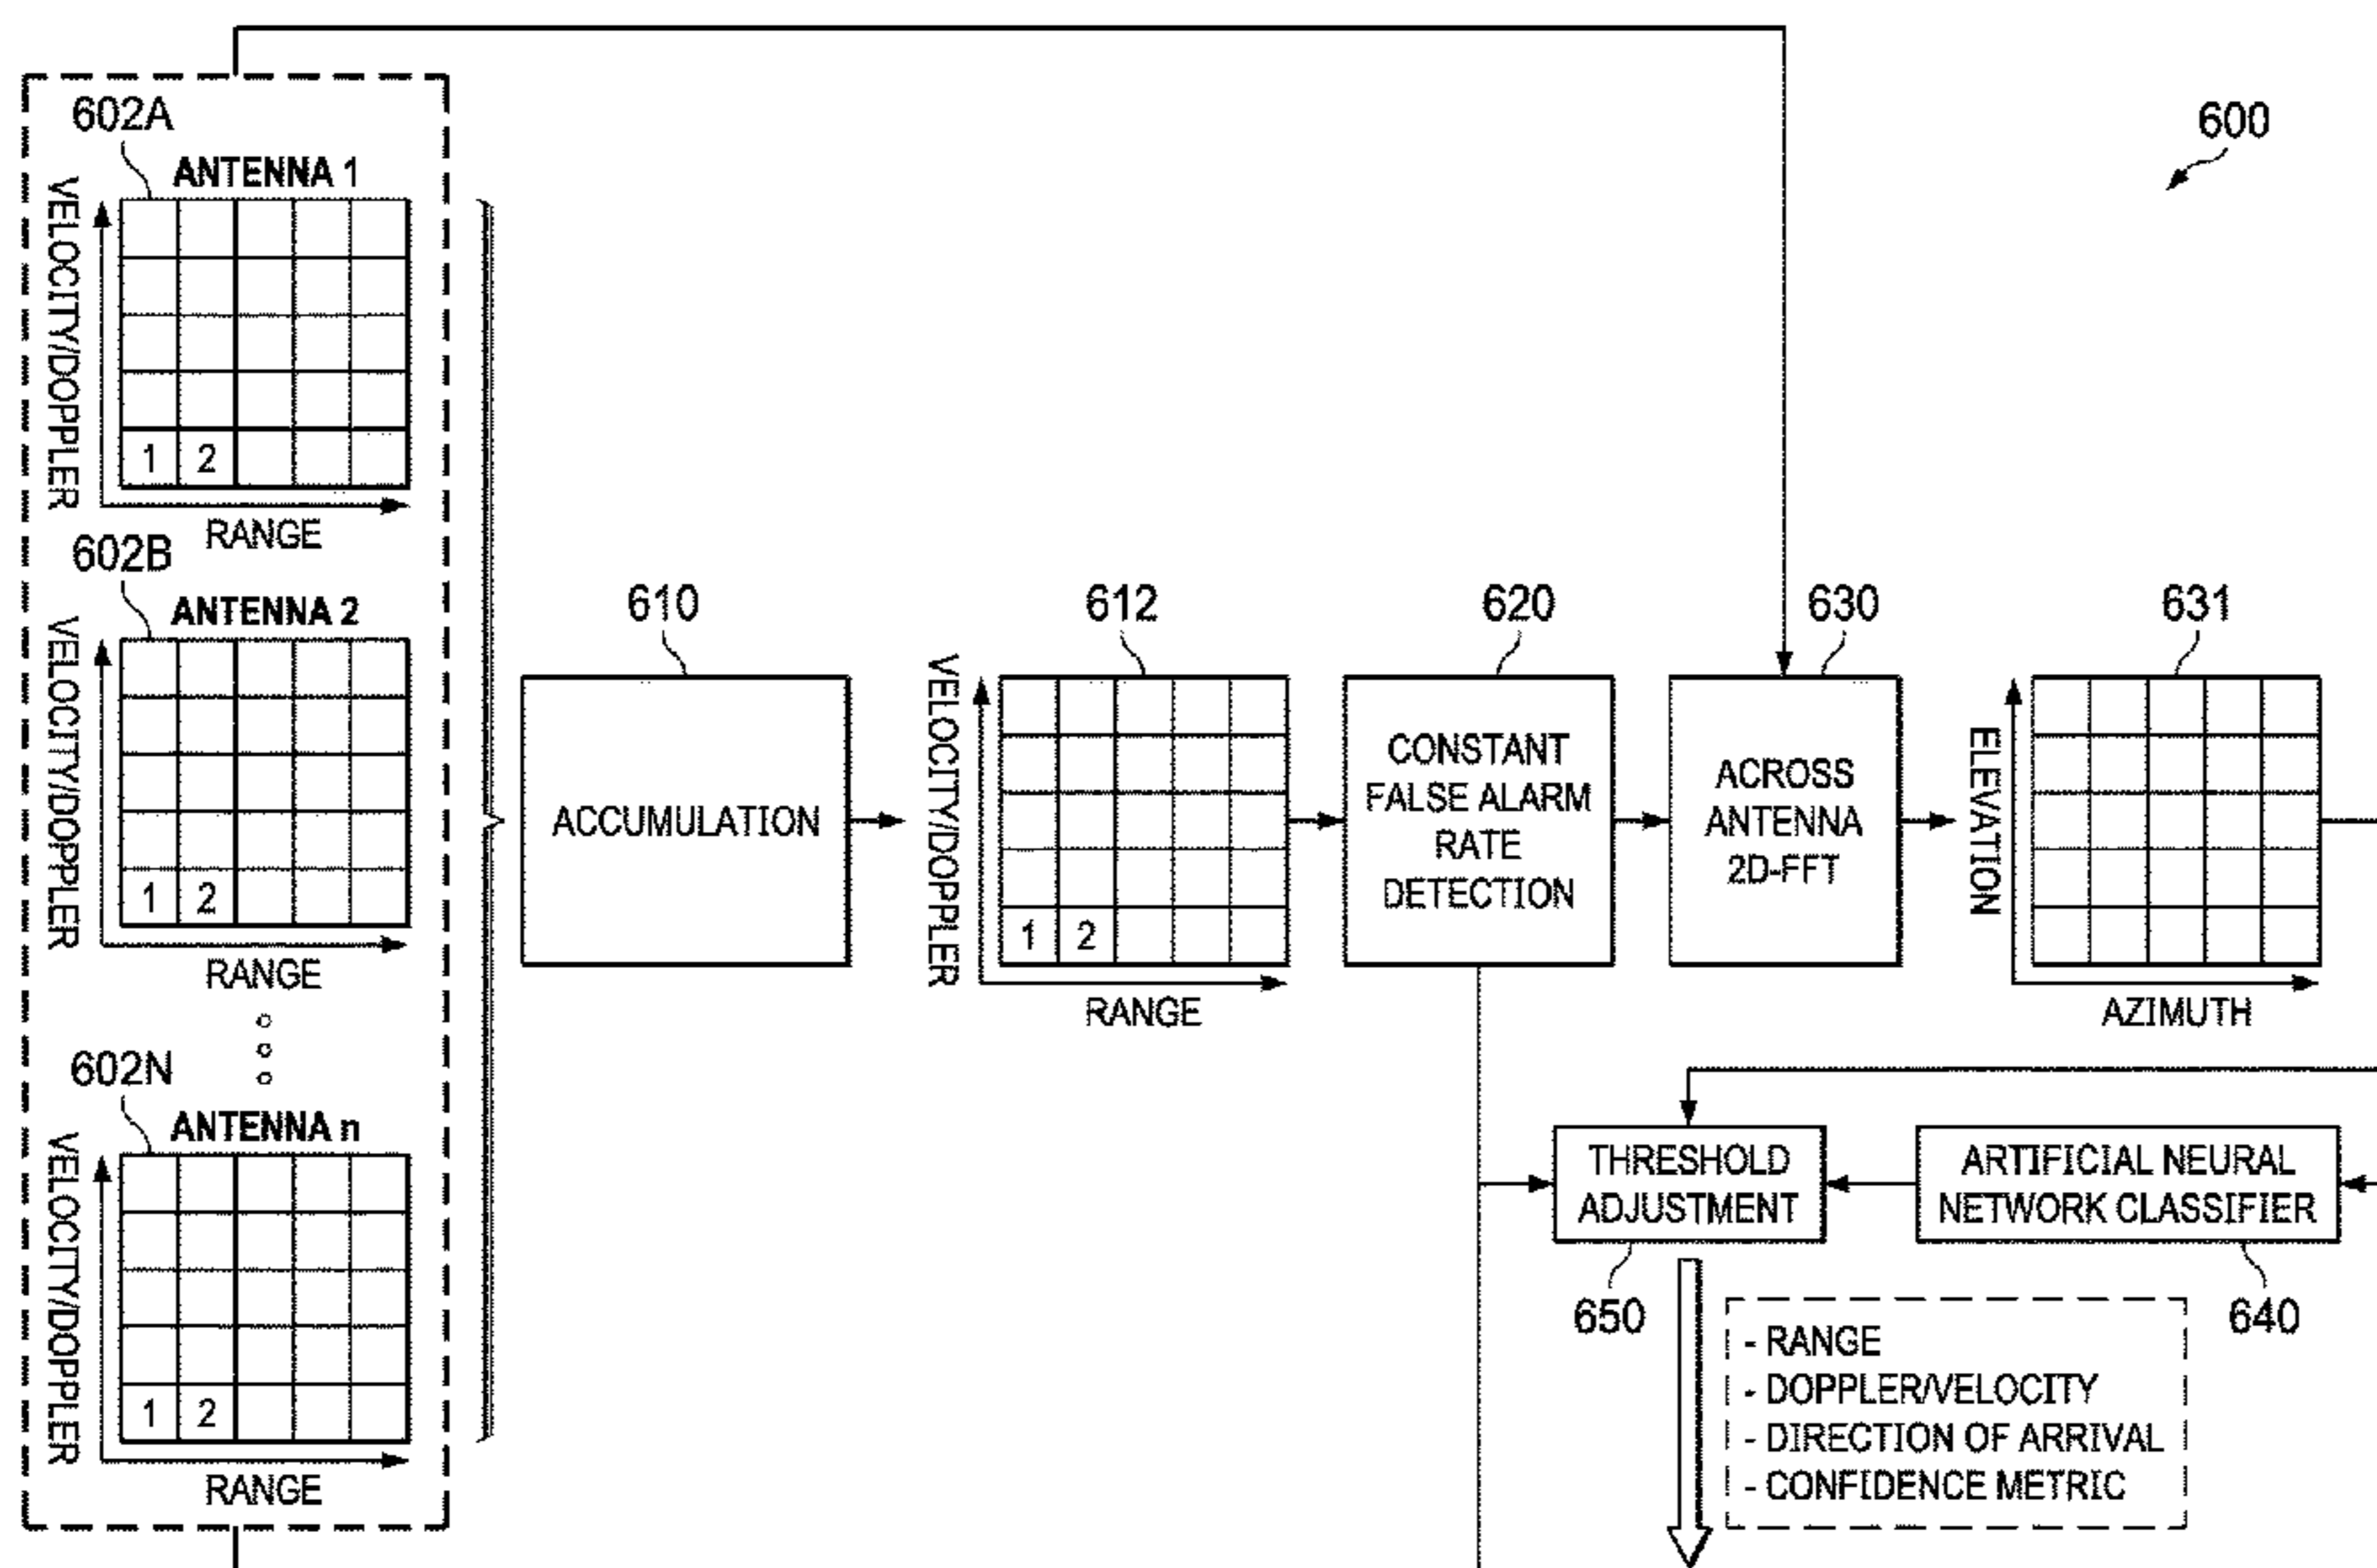 600
602A
ANTENNA 1
VELOCITY/DOPPLER
1 2
RANGE
602B
ANTENNA 2
VELOCITY/DOPPLER
1 2
RANGE
602N
ANTENNA n
VELOCITY/DOPPLER
1 2
RANGE
610
ACCUMULATION
612
VELOCITY/DOPPLER
1 2
RANGE
620
CONSTANT
FALSE ALARM
RATE
DETECTION
630
ACROSS
ANTENNA
2D-FFT
631
ELEVATION
AZIMUTH
THRESHOLD
ADJUSTMENT
650
ARTIFICIAL NEURAL
NETWORK CLASSIFIER
640
- RANGE
- DOPPLER/VELOCITY
- DIRECTION OF ARRIVAL
- CONFIDENCE METRIC